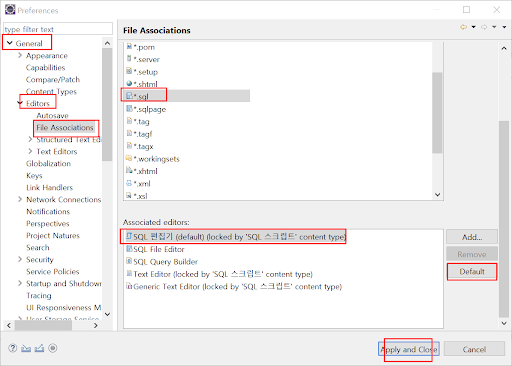 Preferences
type filter text
General
Appearance
Capabilities
Compare/Patch
Content Types
Editors
Autosave
File Associations
Structured Text Ed
Text Editors
Globalization
Keys
Link Handlers
Network Connections
Notifications
Perspectives
Project Natures
Search
Security
Service Policies
Startup and Shutdown
Tracing
UI Responsiveness M
User Storage Service
File Associations
*.pom
*.server
*.setup
*.shtml
*.sql
*.sqlpage
*.tag
*.tagf
*.tagx
*.workingsets
*.xhtml
*.xml
*.xsl
Associated editors:
SQL 편집기 (default) (locked by 'SQL 스크립트' content type)
SQL File Editor
SQL Query Builder
Text Editor (locked by 'SQL 스크립트' content type)
Generic Text Editor (locked by 'SQL 스크립트' content type)
Add...
Remove
Default
Apply and Close
Cancel